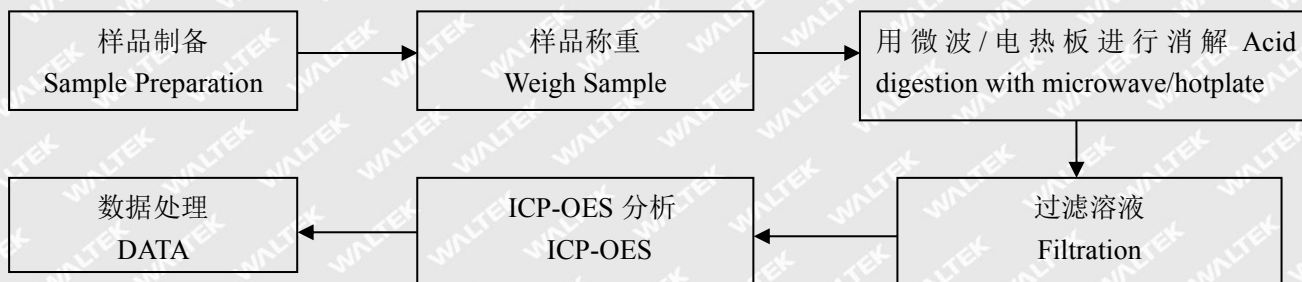 样品制备
Sample Preparation
样品称重
Weigh Sample
用微波/电热板进行消解 Acid
digestion with microwave/hotplate
过滤溶液
Filtration
ICP-OES 分析
ICP-OES
数据处理
DATA